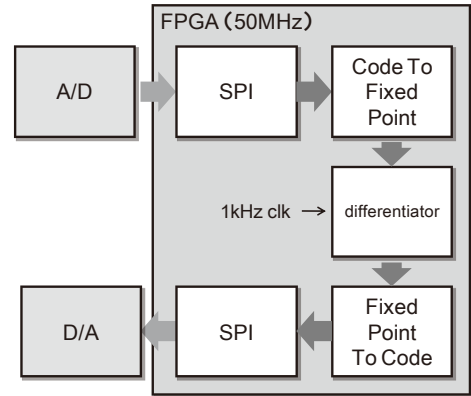 FPGA（50MHz）
A/D
SPI
Code To
Fixed
Point
1kHz clk →
differentiator
D/A
SPI
Fixed
Point
To Code